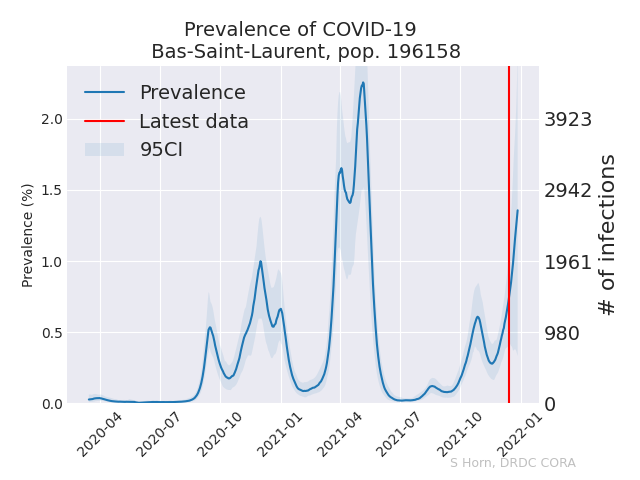 Prevalence of COVID-19
Bas-Saint-Laurent, pop. 196158
Prevalence
Latest data
95CI
Prevalence (%)
2.0
1.5
1.0
0.5
0.0
3923
2942
1961
980
0
# of infections
2020-04
2020-07
2020-10
2021-01
2021-04
2021-07
2021-10
2022-01
S Horn, DRDC CORA